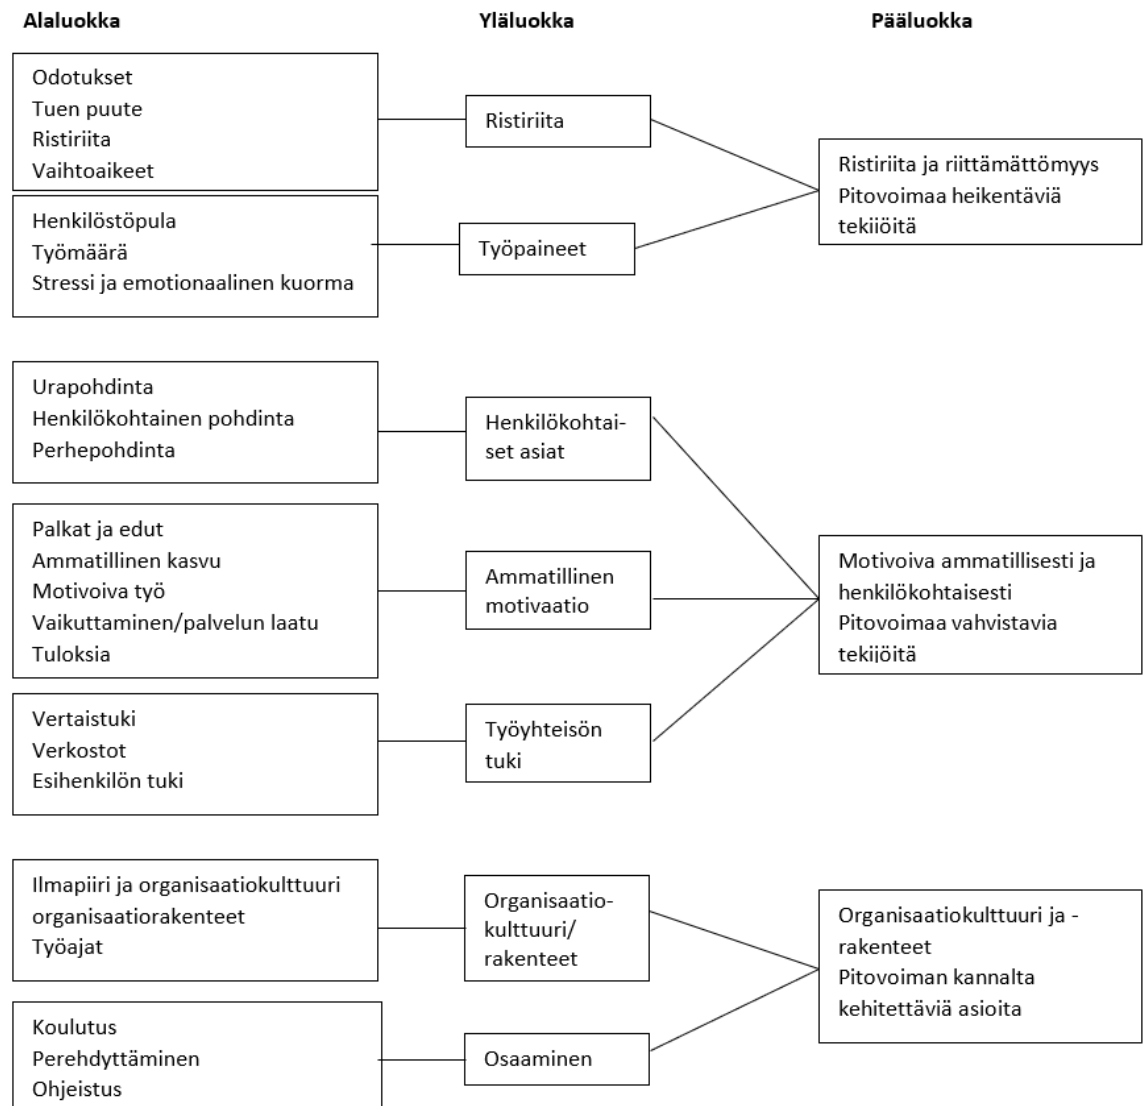 Alaluokka
Yläluokka
Pääluokka
Odotukset
Tuen puute
Ristiriita
Vaihtoaikeet
Ristiriita
Henkilöstöpula
Työmäärä
Stressi ja emotionaalinen kuorma
Työpaineet
Ristiriita ja riittämättömyys
Pitovoimaa heikentäviä
tekijöitä
Urapohdinta
Henkilökohtainen pohdinta
Perhepohdinta
Henkilökohtai-
set asiat
Palkat ja edut
Ammatillinen kasvu
Motivoiva työ
Vaikuttaminen/palvelun laatu
Tuloksia
Ammatillinen
motivaatio
Vertaistuki
Verkostot
Esihenkilön tuki
Työyhteisön
tuki
Motivoiva ammatillisesti ja
henkilökohtaisesti
Pitovoimaa vahvistavia
tekijöitä
Ilmapiiri ja organisaatiokulttuuri
organisaatiorakenteet
Työajat
Organisaatio-
kulttuuri/
rakenteet
Koulutus
Perehdyttäminen
Ohjeistus
Osaaminen
Organisaatiokulttuuri ja -
rakenteet
Pitovoiman kannalta
kehitettäviä asioita